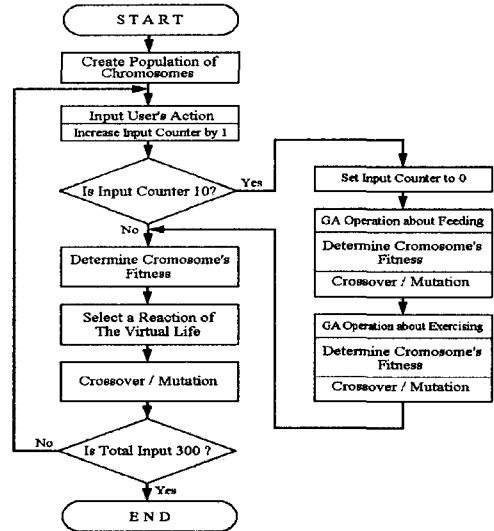 START
Create Population of
Chromosomes
Input User's Action
Increase Input Counter by 1
Is Input Counter 10?
Yes
No
Set Input Counter to 0
GA Operation about Feeding
Determine Cromosome's
Fitness
Crossover / Mutation
GA Operation about Exercising
Determine Cromosome's
Fitness
Crossover / Mutation
Determine Cromosome's
Fitness
Select a Reaction of
The Virtual Life
Crossover / Mutation
Is Total Input 300 ?
No
Yes
END